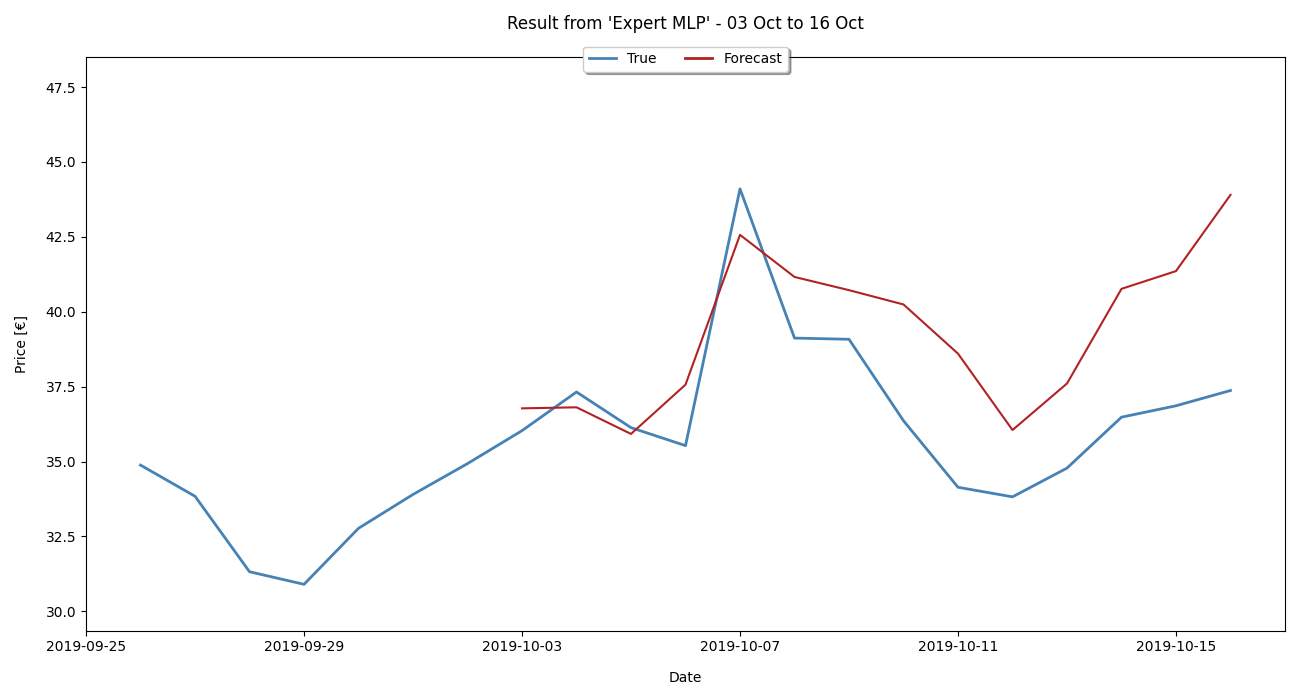 Result from 'Expert MLP' - 03 Oct to 16 Oct
True
Forecast
47.5
45.0
42.5
40.0
37.5
35.0
32.5
30.0
Price [€]
2019-09-25
2019-09-29
2019-10-03
2019-10-07
2019-10-11
2019-10-15
Date